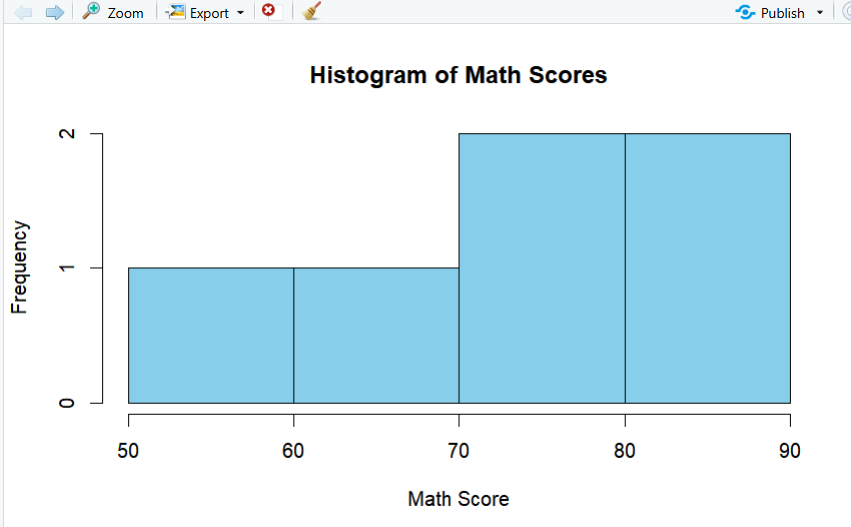 Zoom Export Publish
Histogram of Math Scores
Frequency
2
1
0
50 60 70 80 90
Math Score